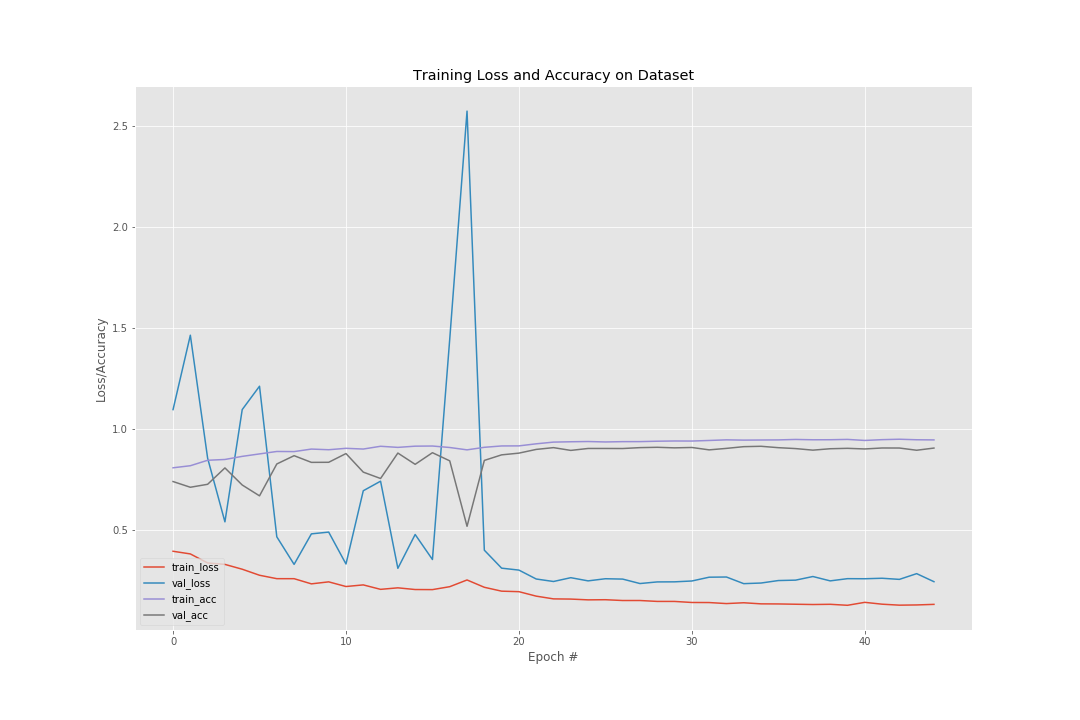 Training Loss and Accuracy on Dataset
Loss/Accuracy
2.5
2.0
1.5
1.0
0.5
train_loss
val_loss
train_acc
val_acc
0 10 20 30 40
Epoch #